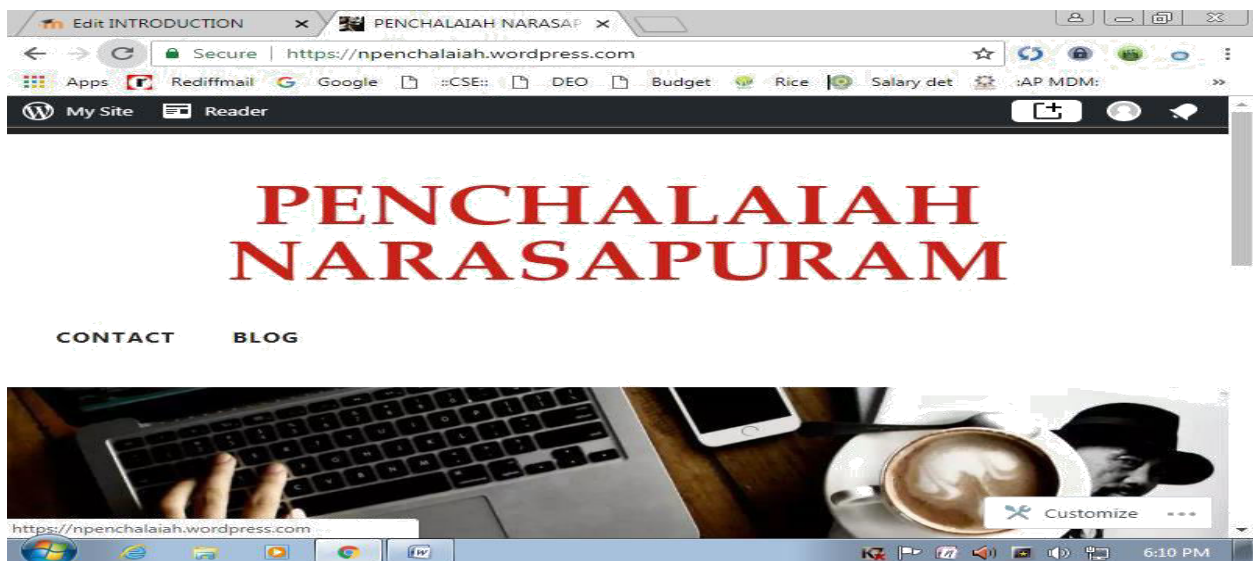 Edit INTRODUCTION PENCHALAIAH NARASAP
Secure | https://npenchalaiah.wordpress.com
Apps Rediffmail Google ::CSE:: DEO Budget Rice Salary det :AP MDM: »
My Site Reader
PENCHALAIAH
NARASAPURAM
CONTACT BLOG
Customize
https://npenchalaiah.wordpress.com
6:10 PM